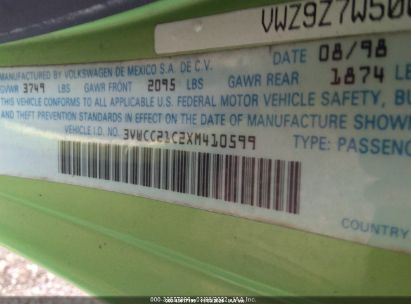 VWZ9Z7W500
DATE 08/98
MANUFACTURED BY VOLKSWAGEN DE MEXICO S.A. DE C.V.
GVWR 3749 LBS GAWR FRONT 2095 LBS GAWR REAR 1874
THIS VEHICLE CONFORMS TO ALL APPLICABLE U.S. FEDERAL MOTOR VEHICLE SAFETY, BU
AND THEFT PREVENTION STANDARDS IN EFFECT ON THE DATE OF MANUFACTURE SHOW
VEHICLE I.D. NO. 3VWCC21C2XM410599
TYPE: PASSENG
COUNTRY